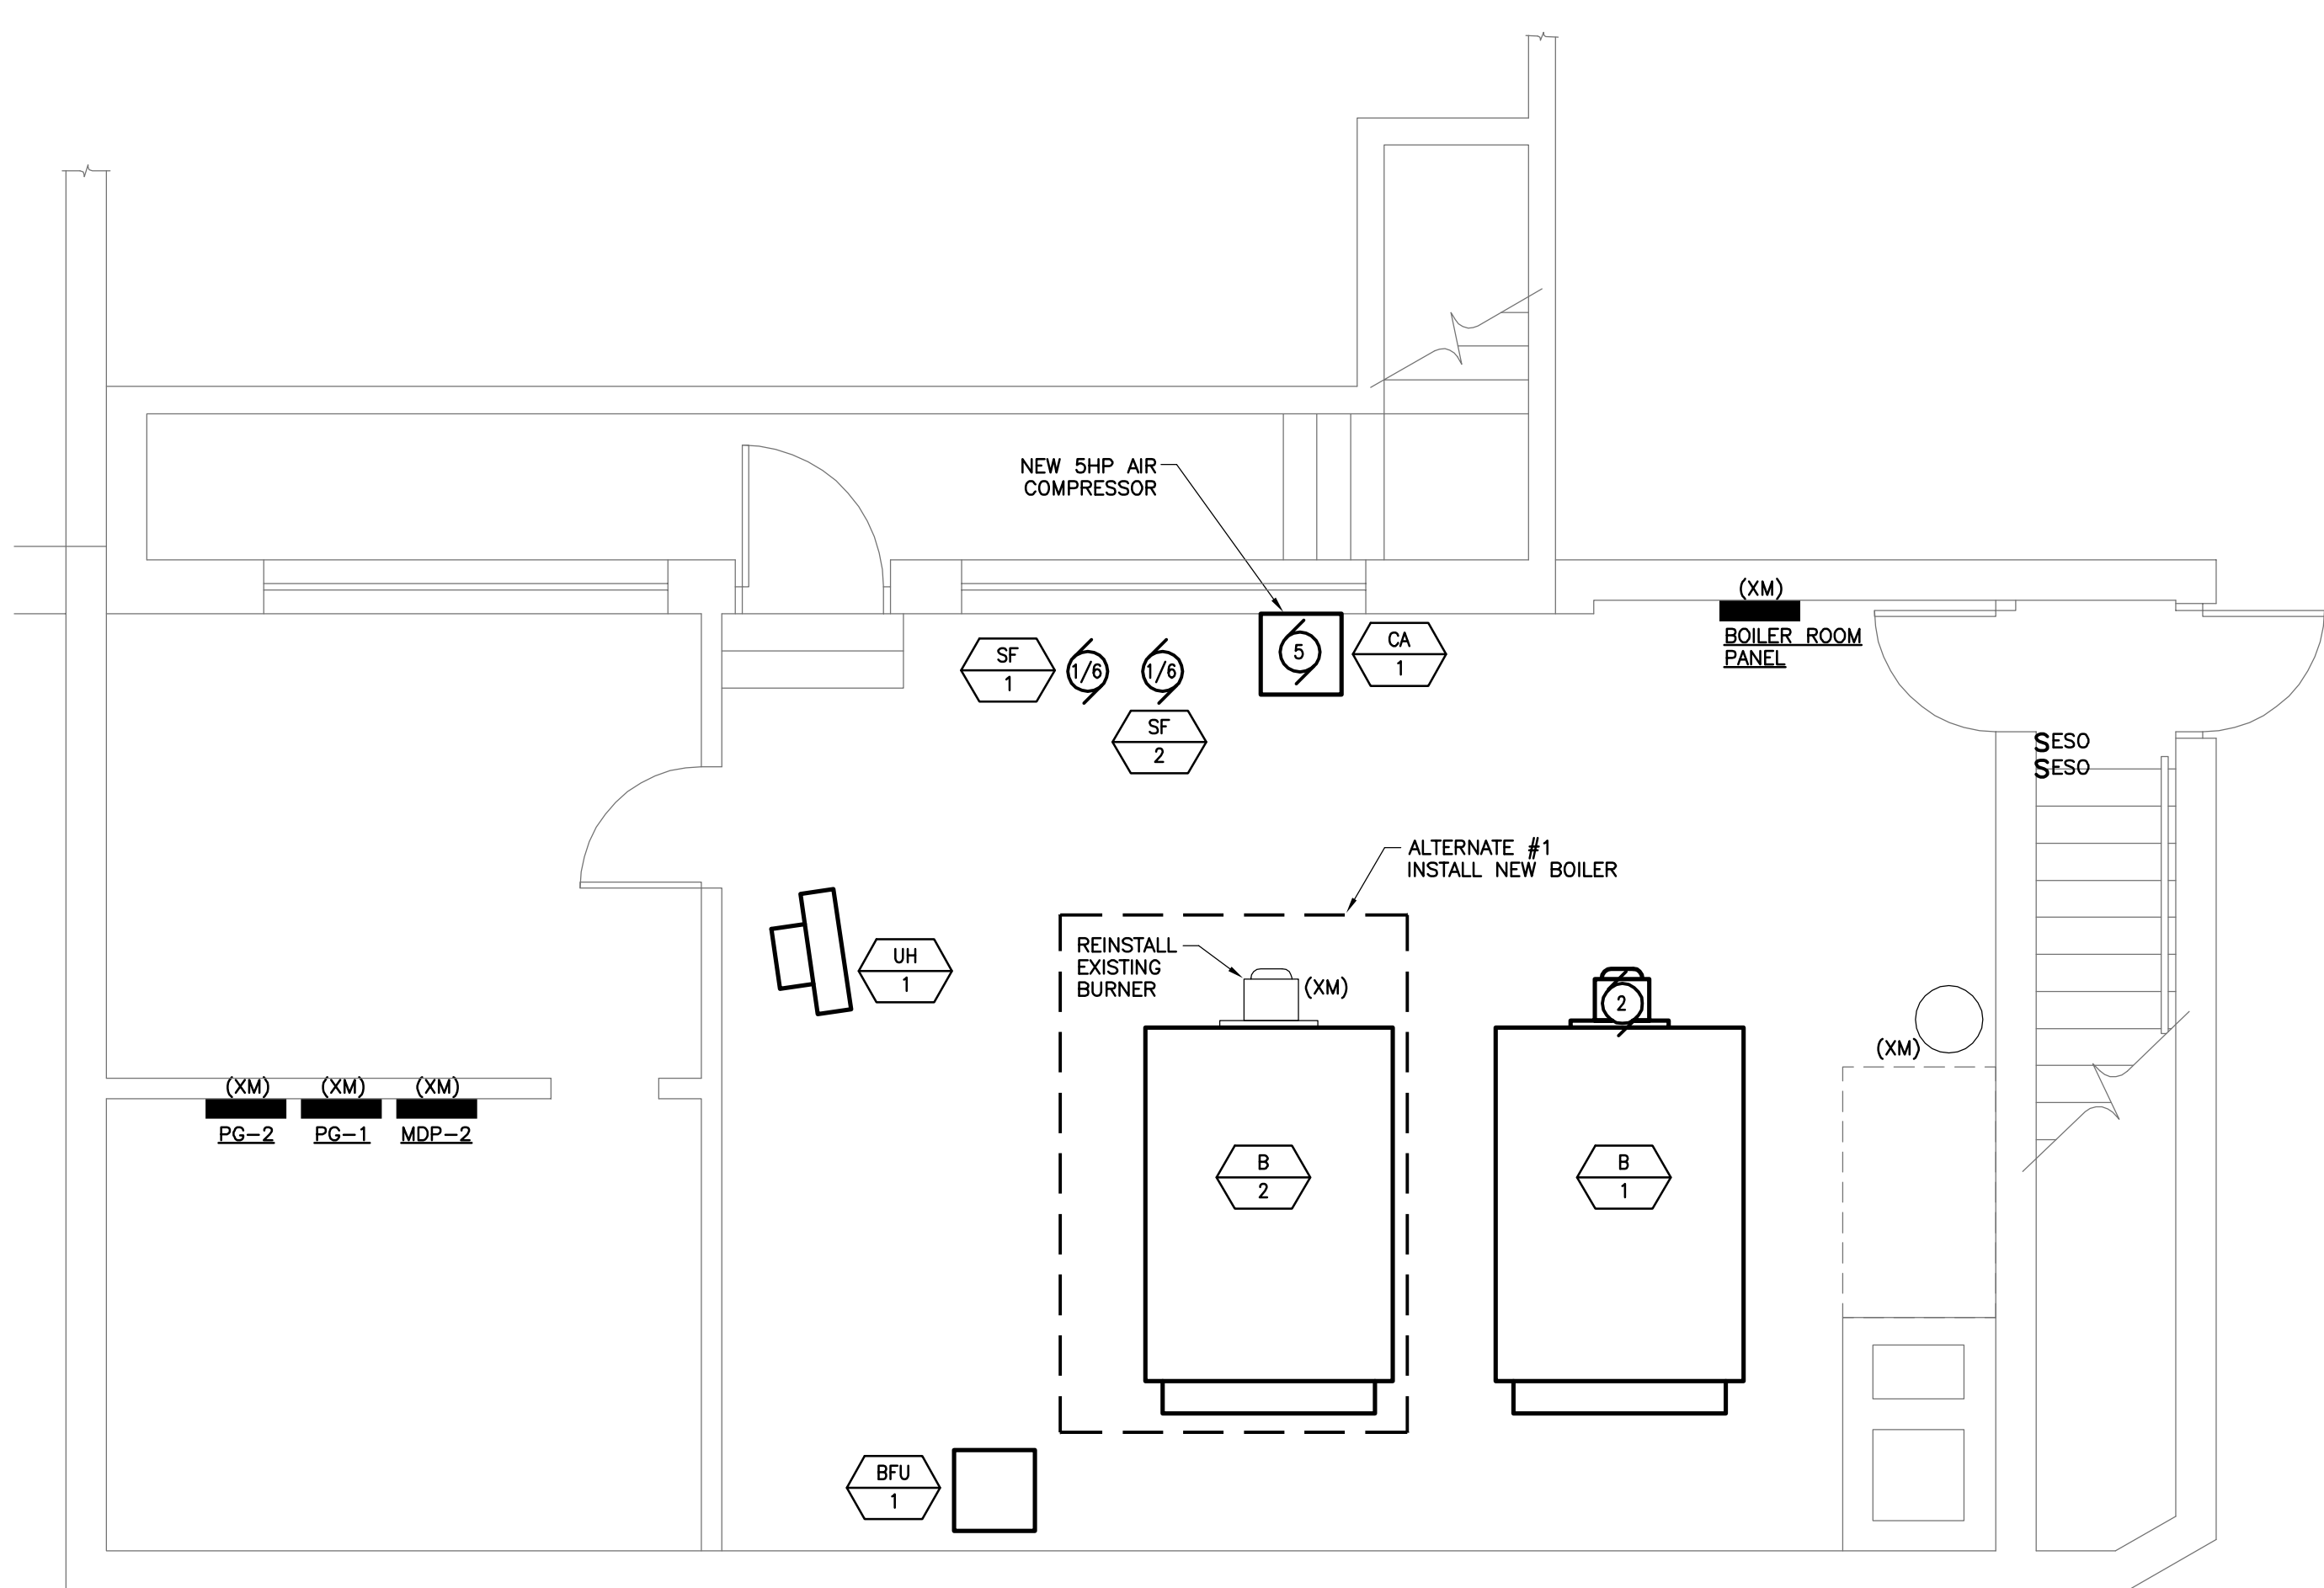 NEW 5HP AIR
COMPRESSOR
(XM)
BOILER ROOM
PANEL
SF
1
1/6
1/6
5
CA
1
SF
2
SESO
SESO
ALTERNATE #1
INSTALL NEW BOILER
REINSTALL
EXISTING
BURNER
(XM)
UH
1
2
(XM)
(XM)
(XM)
(XM)
PG-2
PG-1
MDP-2
B
2
B
1
BFU
1